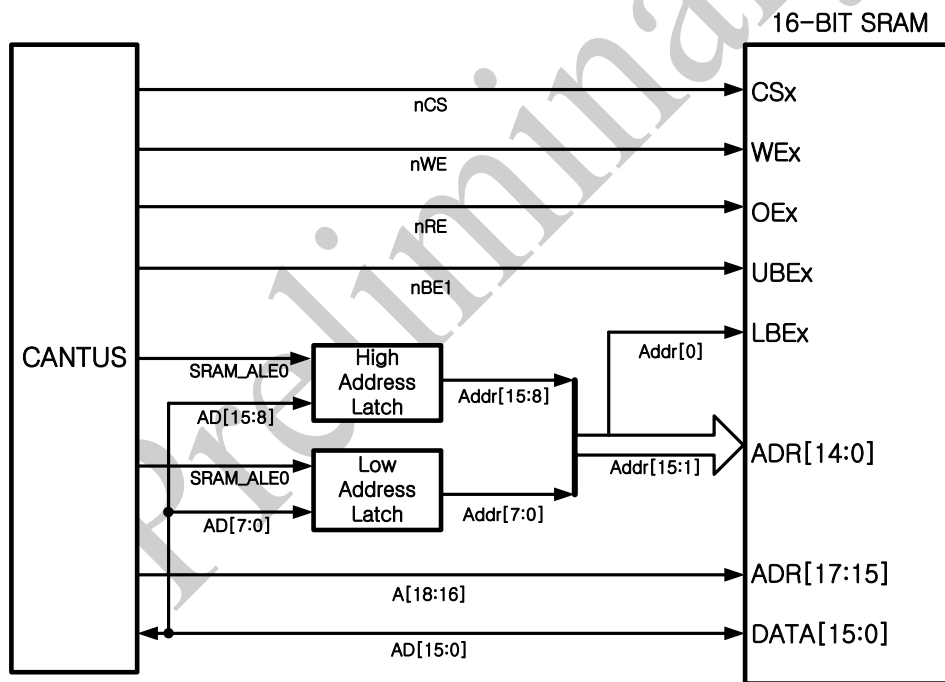 16-BIT SRAM
CANTUS
nCS
CSx
nWE
WEx
nRE
OEx
nBE1
UBEx
Addr[0]
LBEx
SRAM_ALE0
High
Address
Latch
AD[15:8]
Addr[15:8]
SRAM_ALE0
Low
Address
Latch
AD[7:0]
Addr[7:0]
Addr[15:1]
ADR[14:0]
A[18:16]
ADR[17:15]
AD[15:0]
DATA[15:0]
Preliminar